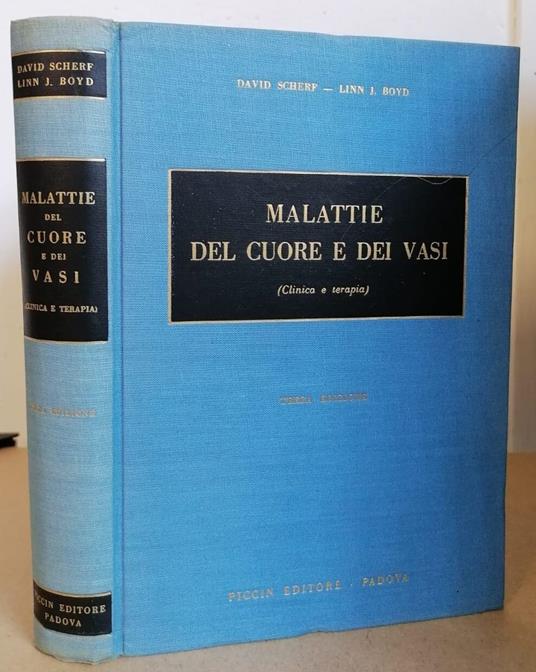 DAVID SCHERF
LINN J. BOYD
MALATTIE
DEL
CUORE
E DEI
VASI
(CLINICA E TERAPIA)
TERZA EDIZIONE
PICCIN EDITORE
PADOVA
DAVID SCHERF — LINN J. BOYD
MALATTIE
DEL CUORE E DEI VASI
(Clinica e terapia)
TERZA EDIZIONE
PICCIN EDITORE · PADOVA